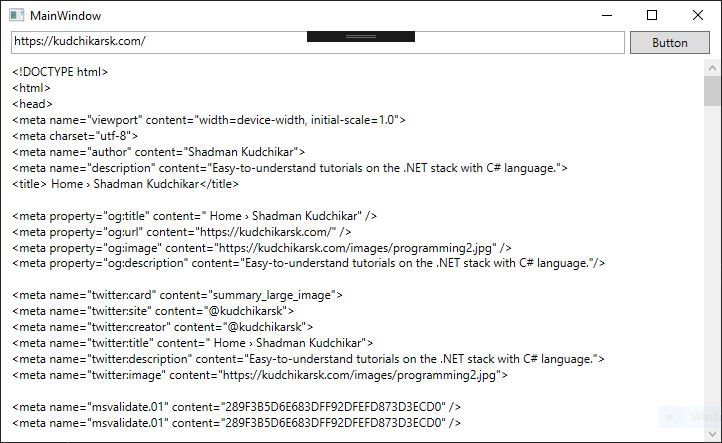 MainWindow
https://kudchikarsk.com/
Button
<!DOCTYPE html>
<html>
<head>
<meta name="viewport" content="width=device-width, initial-scale=1.0">
<meta charset="utf-8">
<meta name="author" content="Shadman Kudchikar">
<meta name="description" content="Easy-to-understand tutorials on the .NET stack with C# language.">
<title> Home › Shadman Kudchikar</title>
<meta property="og:title" content=" Home › Shadman Kudchikar" />
<meta property="og:url" content="https://kudchikarsk.com/" />
<meta property="og:image" content="https://kudchikarsk.com/images/programming2.jpg" />
<meta property="og:description" content="Easy-to-understand tutorials on the .NET stack with C# language."/>
<meta name="twitter:card" content="summary_large_image">
<meta name="twitter:site" content="@kudchikarsk">
<meta name="twitter:creator" content="@kudchikarsk">
<meta name="twitter:title" content=" Home › Shadman Kudchikar">
<meta name="twitter:description" content="Easy-to-understand tutorials on the .NET stack with C# language.">
<meta name="twitter:image" content="https://kudchikarsk.com/images/programming2.jpg">
<meta name="msvalidate.01" content="289F3B5D6E683DFF92DFEFD873D3ECD0" />
<meta name="msvalidate.01" content="289F3B5D6E683DFF92DFEFD873D3ECD0" />